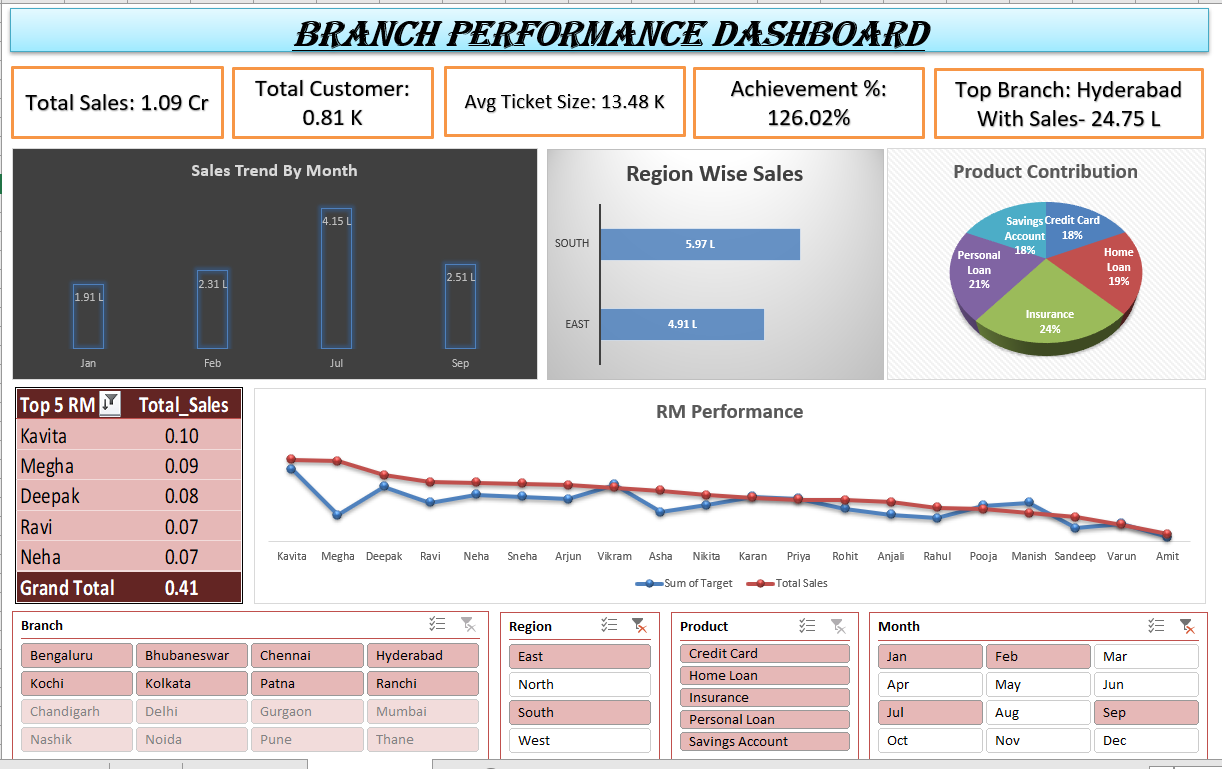 BRANCH PERFORMANCE DASHBOARD
Total Sales: 1.09 Cr
Total Customer:
0.81 K
Avg Ticket Size: 13.48 K
Achievement %:
126.02%
Top Branch: Hyderabad
With Sales- 24.75 L
Sales Trend By Month
1.91 L
2.31 L
4.15 L
2.51 L
Jan Feb Jul Sep
Region Wise Sales
SOUTH 5.97 L
EAST 4.91 L
Product Contribution
Credit Card
18%
Home
Loan
19%
Insurance
24%
Personal
Loan
21%
Savings
Account
18%
Top 5 RM Total_Sales
Kavita 0.10
Megha 0.09
Deepak 0.08
Ravi 0.07
Neha 0.07
Grand Total 0.41
RM Performance
Kavita Megha Deepak Ravi Neha Sneha Arjun Vikram Asha Nikita Karan Priya Rohit Anjali Rahul Pooja Manish Sandeep Varun Amit
Sum of Target Total Sales
Branch
Bengaluru Bhubaneswar Chennai Hyderabad
Kochi Kolkata Patna Ranchi
Chandigarh Delhi Gurgaon Mumbai
Nashik Noida Pune Thane
Region
East
North
South
West
Product
Credit Card
Home Loan
Insurance
Personal Loan
Savings Account
Month
Jan Feb Mar
Apr May Jun
Jul Aug Sep
Oct Nov Dec